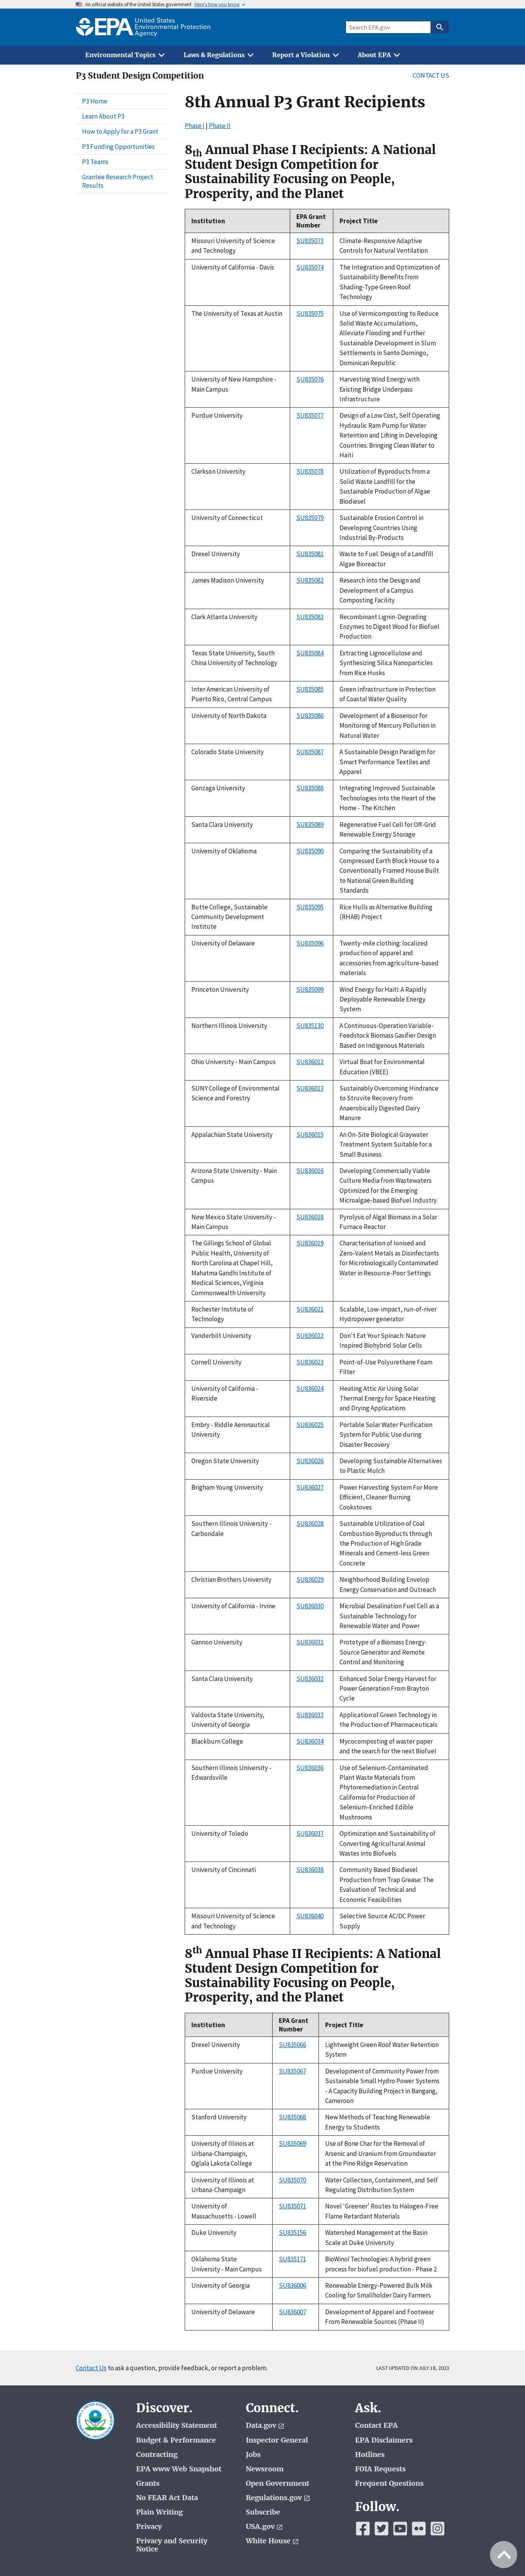 An official website of the United States government Here's how you know
EPA United States Environmental Protection Agency
Search EPA.gov
Environmental Topics Laws & Regulations Report a Violation About EPA
P3 Student Design Competition
CONTACT US
P3 Home
Learn About P3
How to Apply for a P3 Grant
P3 Funding Opportunities
P3 Teams
Grantee Research Project
Results
8th Annual P3 Grant Recipients
Phase I | Phase II
8th Annual Phase I Recipients: A National
Student Design Competition for
Sustainability Focusing on People,
Prosperity, and the Planet
Institution EPA Grant Number Project Title
Missouri University of Science and Technology SU835073 Climate-Responsive Adaptive Controls for Natural Ventilation
University of California - Davis SU835074 The Integration and Optimization of Sustainability Benefits from Shading-Type Green Roof Technology
The University of Texas at Austin SU835075 Use of Vermicomposting to Reduce Solid Waste Accumulations, Alleviate Flooding and Further Sustainable Development in Slum Settlements in Santo Domingo, Dominican Republic
University of New Hampshire - Main Campus SU835076 Harvesting Wind Energy with Existing Bridge Underpass Infrastructure
Purdue University SU835077 Design of a Low Cost, Self Operating Hydraulic Ram Pump for Water Retention and Lifting in Developing Countries: Bringing Clean Water to Haiti
Clarkson University SU835078 Utilization of Byproducts from a Solid Waste Landfill for the Sustainable Production of Algae Biodiesel
University of Connecticut SU835079 Sustainable Erosion Control in Developing Countries Using Industrial By-Products
Drexel University SU835081 Waste to Fuel: Design of a Landfill Algae Bioreactor
James Madison University SU835082 Research into the Design and Development of a Campus Composting Facility
Clark Atlanta University SU835083 Recombinant Lignin-Degrading Enzymes to Digest Wood for Biofuel Production
Texas State University, South China University of Technology SU835084 Extracting Lignocellulose and Synthesizing Silica Nanoparticles from Rice Husks
Inter American University of Puerto Rico, Central Campus SU835085 Green Infrastructure in Protection of Coastal Water Quality
University of North Dakota SU835086 Development of a Biosensor for Monitoring of Mercury Pollution in Natural Water
Colorado State University SU835087 A Sustainable Design Paradigm for Smart Performance Textiles and Apparel
Gonzaga University SU835088 Integrating Improved Sustainable Technologies into the Heart of the Home - The Kitchen
Santa Clara University SU835089 Regenerative Fuel Cell for Off-Grid Renewable Energy Storage
University of Oklahoma SU835090 Comparing the Sustainability of a Compressed Earth Block House to a Conventionally Framed House Built to National Green Building Standards
Butte College, Sustainable Community Development Institute SU835095 Rice Hulls as Alternative Building (RHAB) Project
University of Delaware SU835096 Twenty-mile clothing: localized production of apparel and accessories from agriculture-based materials
Princeton University SU835099 Wind Energy for Haiti: A Rapidly Deployable Renewable Energy System
Northern Illinois University SU835130 A Continuous-Operation Variable-Feedstock Biomass Gasifier Design Based on Indigenous Materials
Ohio University - Main Campus SU836012 Virtual Boat for Environmental Education (VBEE)
SUNY College of Environmental Science and Forestry SU836013 Sustainably Overcoming Hindrance to Struvite Recovery from Anaerobically Digested Dairy Manure
Appalachian State University SU836015 An On-Site Biological Graywater Treatment System Suitable for a Small Business
Arizona State University - Main Campus SU836016 Developing Commercially Viable Culture Media from Wastewaters Optimized for the Emerging Microalgae-based Biofuel Industry
New Mexico State University - Main Campus SU836018 Pyrolysis of Algal Biomass in a Solar Furnace Reactor
The Gillings School of Global Public Health, University of North Carolina at Chapel Hill, Mahatma Gandhi Institute of Medical Sciences, Virginia Commonwealth University SU836019 Characterisation of Ionised and Zero-Valent Metals as Disinfectants for Microbiologically Contaminated Water in Resource-Poor Settings
Rochester Institute of Technology SU836021 Scalable, Low-impact, run-of-river Hydropower generator
Vanderbilt University SU836022 Don't Eat Your Spinach: Nature Inspired Biohybrid Solar Cells
Cornell University SU836023 Point-of-Use Polyurethane Foam Filter
University of California - Riverside SU836024 Heating Attic Air Using Solar Thermal Energy for Space Heating and Drying Applications
Embry - Riddle Aeronautical University SU836025 Portable Solar Water Purification System for Public Use during Disaster Recovery
Oregon State University SU836026 Developing Sustainable Alternatives to Plastic Mulch
Brigham Young University SU836027 Power Harvesting System For More Efficient, Cleaner Burning Cookstoves
Southern Illinois University - Carbondale SU836028 Sustainable Utilization of Coal Combustion Byproducts through the Production of High Grade Minerals and Cement-less Green Concrete
Christian Brothers University SU836029 Neighborhood Building Envelop Energy Conservation and Outreach
University of California - Irvine SU836030 Microbial Desalination Fuel Cell as a Sustainable Technology for Renewable Water and Power
Gannon University SU836031 Prototype of a Biomass Energy-Source Generator and Remote Control and Monitoring
Santa Clara University SU836032 Enhanced Solar Energy Harvest for Power Generation From Brayton Cycle
Valdosta State University, University of Georgia SU836033 Application of Green Technology in the Production of Pharmaceuticals
Blackburn College SU836034 Mycocomposting of waster paper and the search for the next Biofuel
Southern Illinois University - Edwardsville SU836036 Use of Selenium-Contaminated Plant Waste Materials from Phytoremediation in Central California for Production of Selenium-Enriched Edible Mushrooms
University of Toledo SU836037 Optimization and Sustainability of Converting Agricultural Animal Wastes into Biofuels
University of Cincinnati SU836038 Community Based Biodiesel Production from Trap Grease: The Evaluation of Technical and Economic Feasibilities
Missouri University of Science and Technology SU836040 Selective Source AC/DC Power Supply
8th Annual Phase II Recipients: A National
Student Design Competition for
Sustainability Focusing on People,
Prosperity, and the Planet
Institution EPA Grant Number Project Title
Drexel University SU835066 Lightweight Green Roof Water Retention System
Purdue University SU835067 Development of Community Power from Sustainable Small Hydro Power Systems - A Capacity Building Project in Bangang, Cameroon
Stanford University SU835068 New Methods of Teaching Renewable Energy to Students
University of Illinois at Urbana-Champaign, Oglala Lakota College SU835069 Use of Bone Char for the Removal of Arsenic and Uranium from Groundwater at the Pine Ridge Reservation
University of Illinois at Urbana-Champaign SU835070 Water Collection, Containment, and Self Regulating Distribution System
University of Massachusetts - Lowell SU835071 Novel 'Greener' Routes to Halogen-Free Flame Retardant Materials
Duke University SU835156 Watershed Management at the Basin Scale at Duke University
Oklahoma State University - Main Campus SU835171 BioWinol Technologies: A hybrid green process for biofuel production - Phase 2
University of Georgia SU836006 Renewable Energy-Powered Bulk Milk Cooling for Smallholder Dairy Farmers
University of Delaware SU836007 Development of Apparel and Footwear From Renewable Sources (Phase II)
Contact Us to ask a question, provide feedback, or report a problem.
LAST UPDATED ON JULY 18, 2023
Discover.
Accessibility Statement
Budget & Performance
Contracting
EPA www Web Snapshot
Grants
No FEAR Act Data
Plain Writing
Privacy
Privacy and Security
Notice
Connect.
Data.gov
Inspector General
Jobs
Newsroom
Open Government
Regulations.gov
Subscribe
USA.gov
White House
Ask.
Contact EPA
EPA Disclaimers
Hotlines
FOIA Requests
Frequent Questions
Follow.